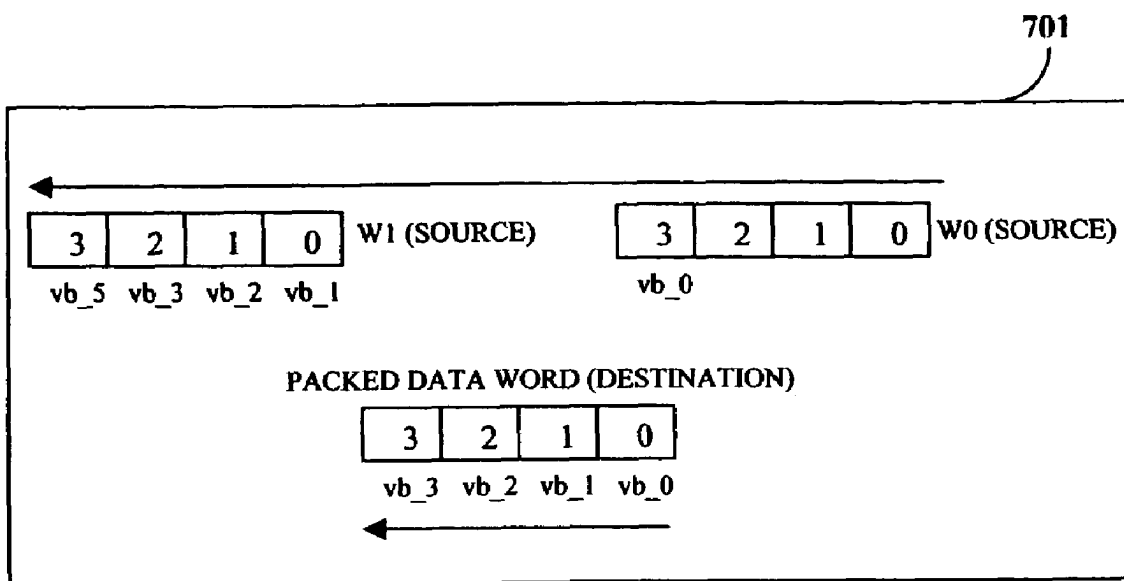 701
3 2 1 0 W1 (SOURCE) 3 2 1 0 W0 (SOURCE)
vb_5 vb_3 vb_2 vb_1 vb_0
PACKED DATA WORD (DESTINATION)
3 2 1 0
vb_3 vb_2 vb_1 vb_0